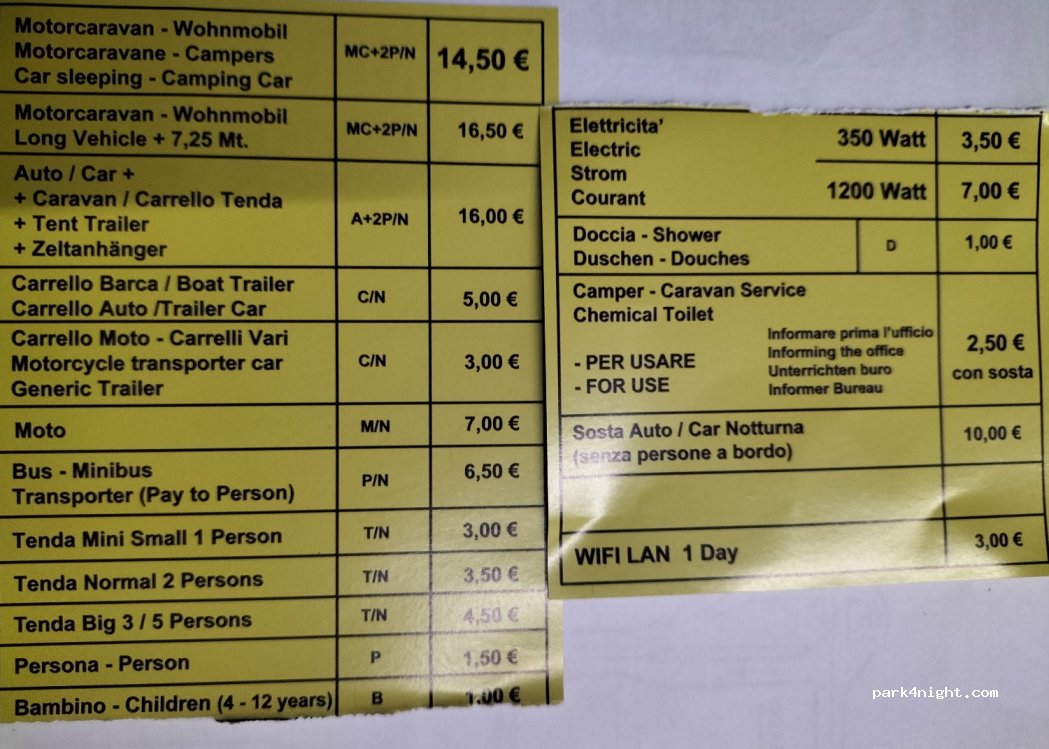 Motorcaravan - Wohnmobil
Motorcaravane - Campers
Car sleeping - Camping Car
MC+2P/N
14,50 €
Motorcaravan - Wohnmobil
Long Vehicle + 7,25 Mt.
MC+2P/N
16,50 €
Auto / Car +
+ Caravan / Carrello Tenda
+ Tent Trailer
+ Zeltanhänger
A+2P/N
16,00 €
Carrello Barca / Boat Trailer
Carrello Auto /Trailer Car
C/N
5,00 €
Carrello Moto - Carrelli Vari
Motorcycle transporter car
Generic Trailer
C/N
3,00 €
Moto
M/N
7,00 €
Bus - Minibus
Transporter (Pay to Person)
P/N
6,50 €
Tenda Mini Small 1 Person
T/N
3,00 €
Tenda Normal 2 Persons
T/N
3,50 €
Tenda Big 3 / 5 Persons
T/N
4,50 €
Persona - Person
P
1,50 €
Bambino - Children (4 - 12 years)
B
1,00 €
Elettricita'
Electric
Strom
Courant
350 Watt
3,50 €
1200 Watt
7,00 €
Doccia - Shower
Duschen - Douches
D
1,00 €
Camper - Caravan Service
Chemical Toilet
- PER USARE
- FOR USE
Informare prima l'ufficio
Informing the office
Unterrichten buro
Informer Bureau
2,50 €
con sosta
Sosta Auto / Car Notturna
(senza persone a bordo)
10,00 €
WIFI LAN 1 Day
3,00 €
park4night.com